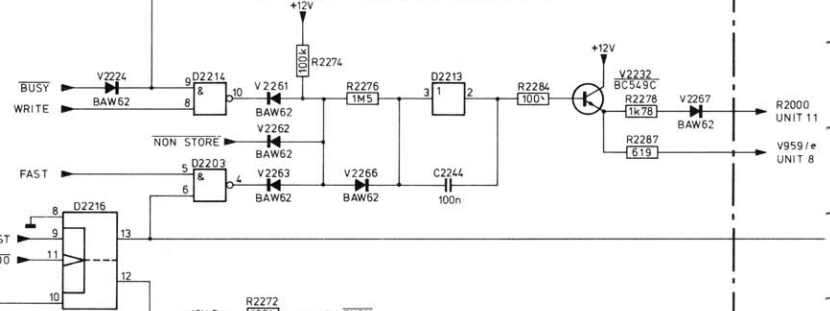 +12V
100k
R2274
+12V
BUSY
V2224
BAW62
9
D2214
&
10
V2261
BAW62
R2276
1M5
3
D2213
1
2
R2284
V2232
BC549C
R2278
1k78
V2267
BAW62
R2000
UNIT 11
WRITE
8
NON STORE
V2262
BAW62
R2287
619
V959/e
UNIT 8
FAST
5
D2203
&
4
6
V2263
BAW62
V2266
BAW62
C2244
100n
D2216
8
9
13
11
12
10
R2272